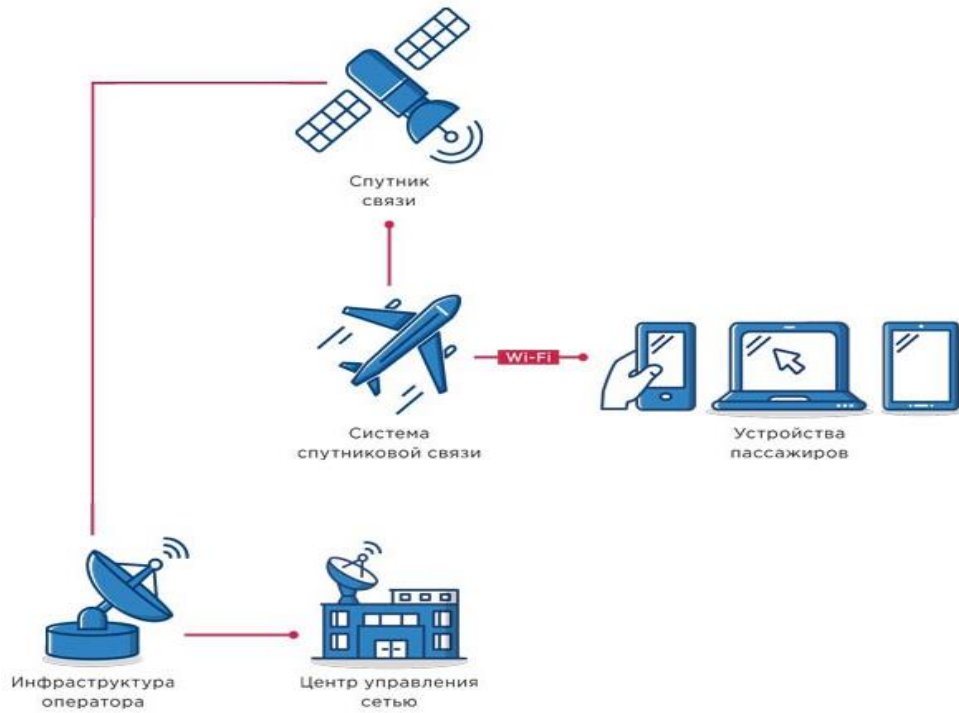 Спутник
связи
Wi-Fi
Система
спутниковой связи
Устройства
пассажиров
Инфраструктура
оператора
Центр управления
сетью